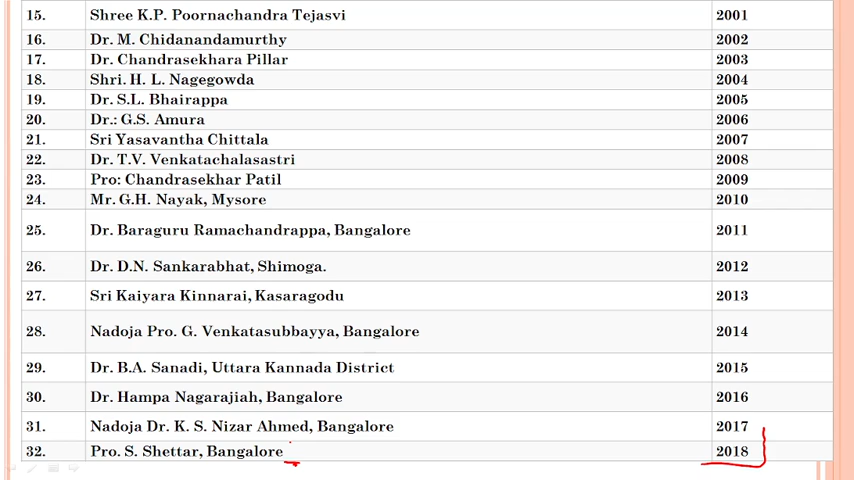 15. Shree K.P. Poornachandra Tejasvi 2001
16. Dr. M. Chidanandamurthy 2002
17. Dr. Chandrasekhara Pillar 2003
18. Shri. H. L. Nagegowda 2004
19. Dr. S.L. Bhairappa 2005
20. Dr.: G.S. Amura 2006
21. Sri Yasavantha Chittala 2007
22. Dr. T.V. Venkatachalasastri 2008
23. Pro: Chandrasekhar Patil 2009
24. Mr. G.H. Nayak, Mysore 2010
25. Dr. Baraguru Ramachandrappa, Bangalore 2011
26. Dr. D.N. Sankarabhat, Shimoga. 2012
27. Sri Kaiyara Kinnarai, Kasaragodu 2013
28. Nadoja Pro. G. Venkatasubbayya, Bangalore 2014
29. Dr. B.A. Sanadi, Uttara Kannada District 2015
30. Dr. Hampa Nagarajiah, Bangalore 2016
31. Nadoja Dr. K. S. Nizar Ahmed, Bangalore 2017
32. Pro. S. Shettar, Bangalore 2018